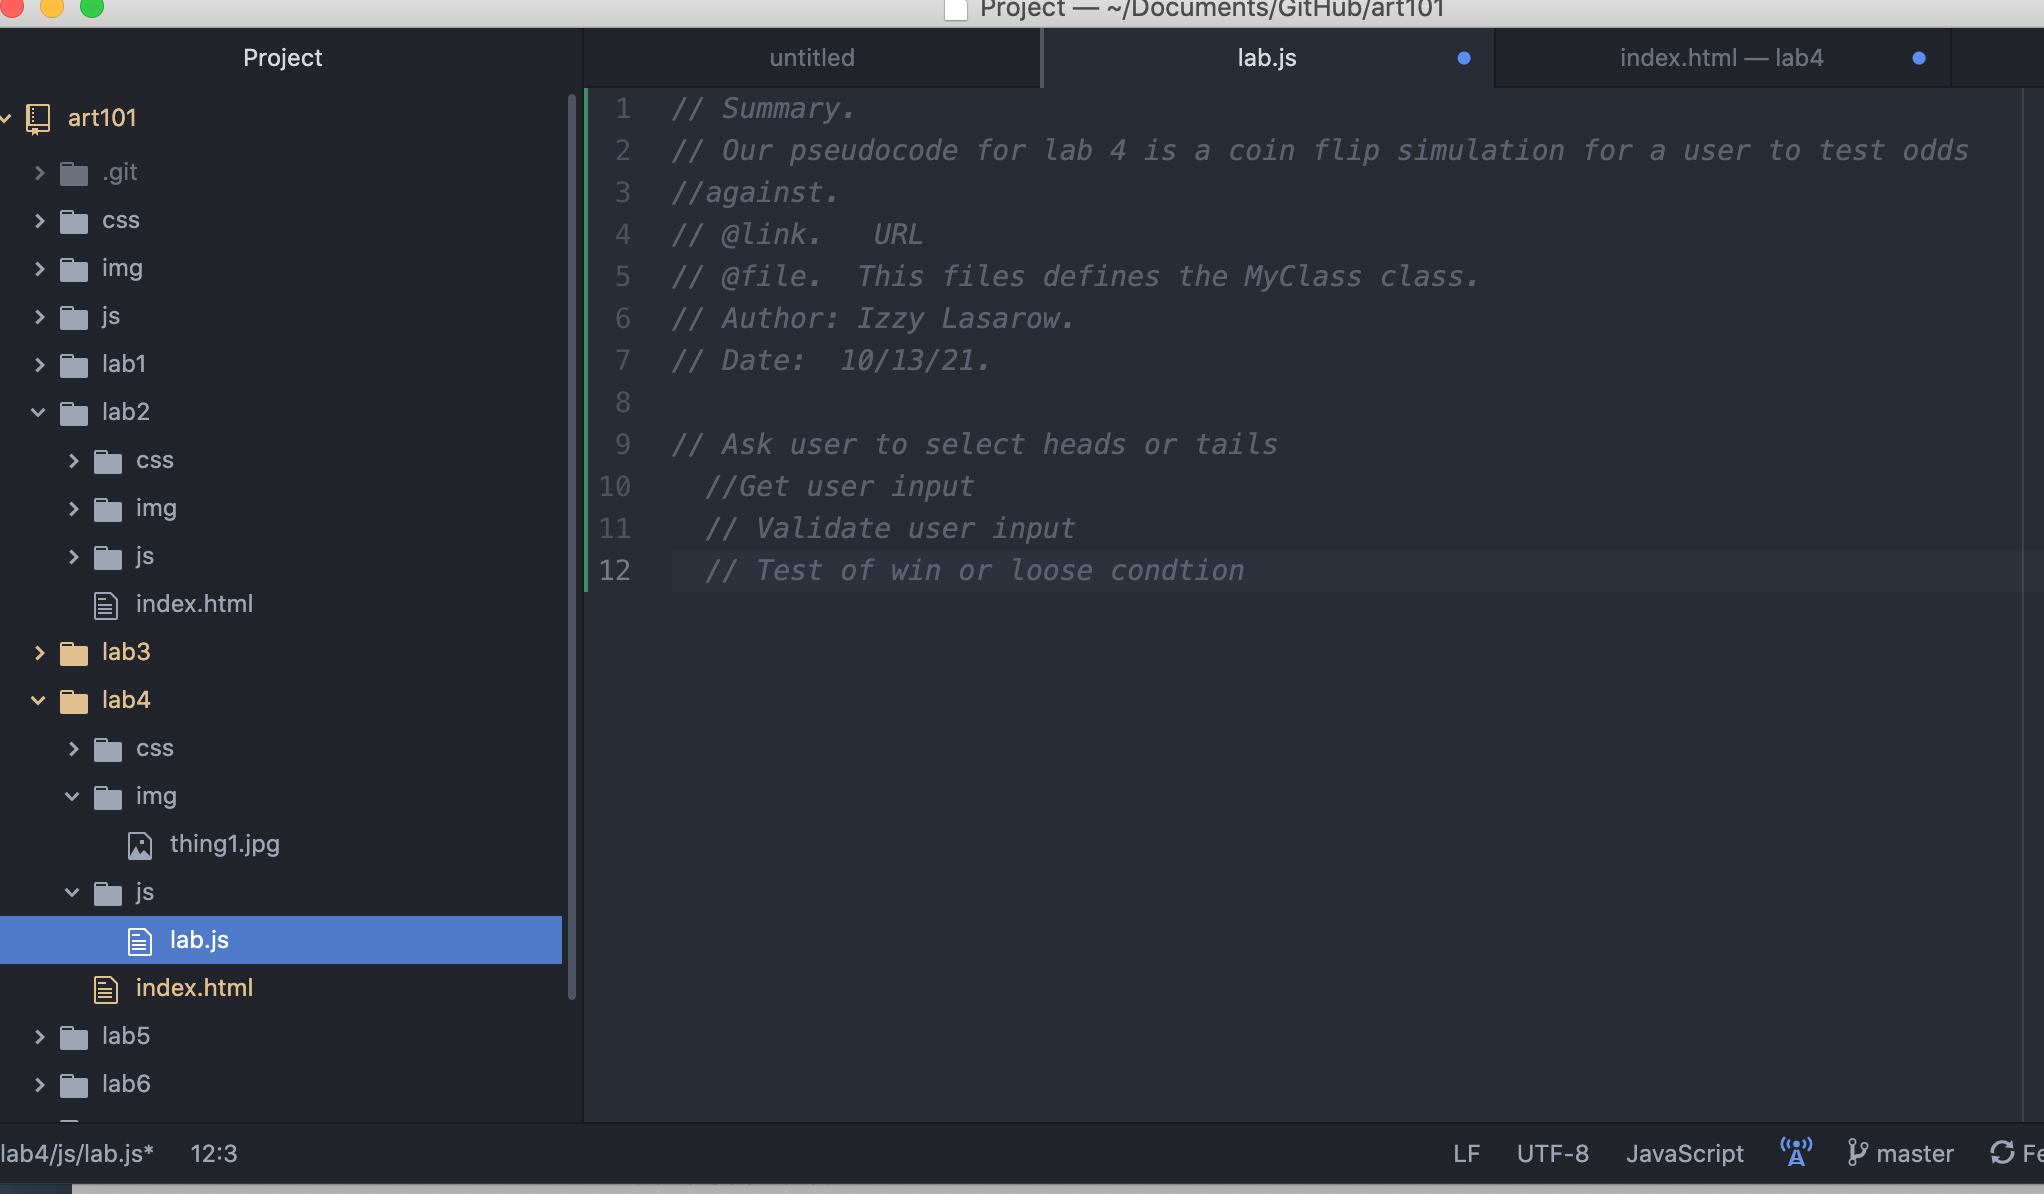 Project — ~/Documents/GitHub/art101
Project
untitled
lab.js
index.html — lab4
art101
.git
css
img
js
lab1
lab2
css
img
js
index.html
lab3
lab4
css
img
thing1.jpg
js
lab.js
index.html
lab5
lab6
1 // Summary.
2 // Our pseudocode for lab 4 is a coin flip simulation for a user to test odds
3 //against.
4 // @link.   URL
5 // @file.  This files defines the MyClass class.
6 // Author: Izzy Lasarow.
7 // Date:  10/13/21.
8
9 // Ask user to select heads or tails
10   //Get user input
11   // Validate user input
12   // Test of win or loose condtion
lab4/js/lab.js* 12:3 LF UTF-8 JavaScript master Fe